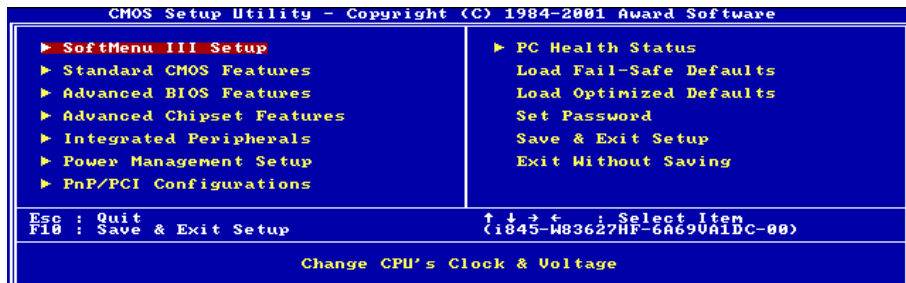 CMOS Setup Utility - Copyright (C) 1984-2001 Award Software
► SoftMenu III Setup
► Standard CMOS Features
► Advanced BIOS Features
► Advanced Chipset Features
► Integrated Peripherals
► Power Management Setup
► PnP/PCI Configurations
► PC Health Status
Load Fail-Safe Defaults
Load Optimized Defaults
Set Password
Save & Exit Setup
Exit Without Saving
Esc : Quit
F10 : Save & Exit Setup
↑ ↓ → ← : Select Item
(i845-W83627HF-6A69VA1DC-00)
Change CPU's Clock & Voltage